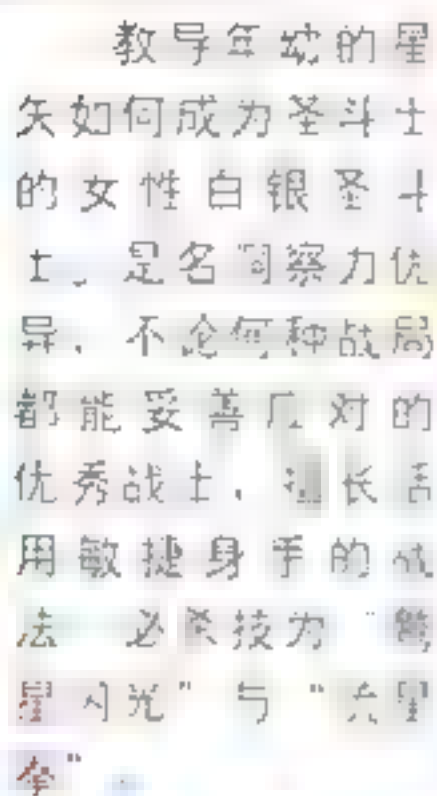 教导年幼的星
矢如何成为圣斗士
的女性白银圣斗
士。是名洞察力优
异,不论何种战局
都能妥善应对的
优秀战士,擅长活
用敏捷身手的战
法 必杀技为“
星闪光”与“
”